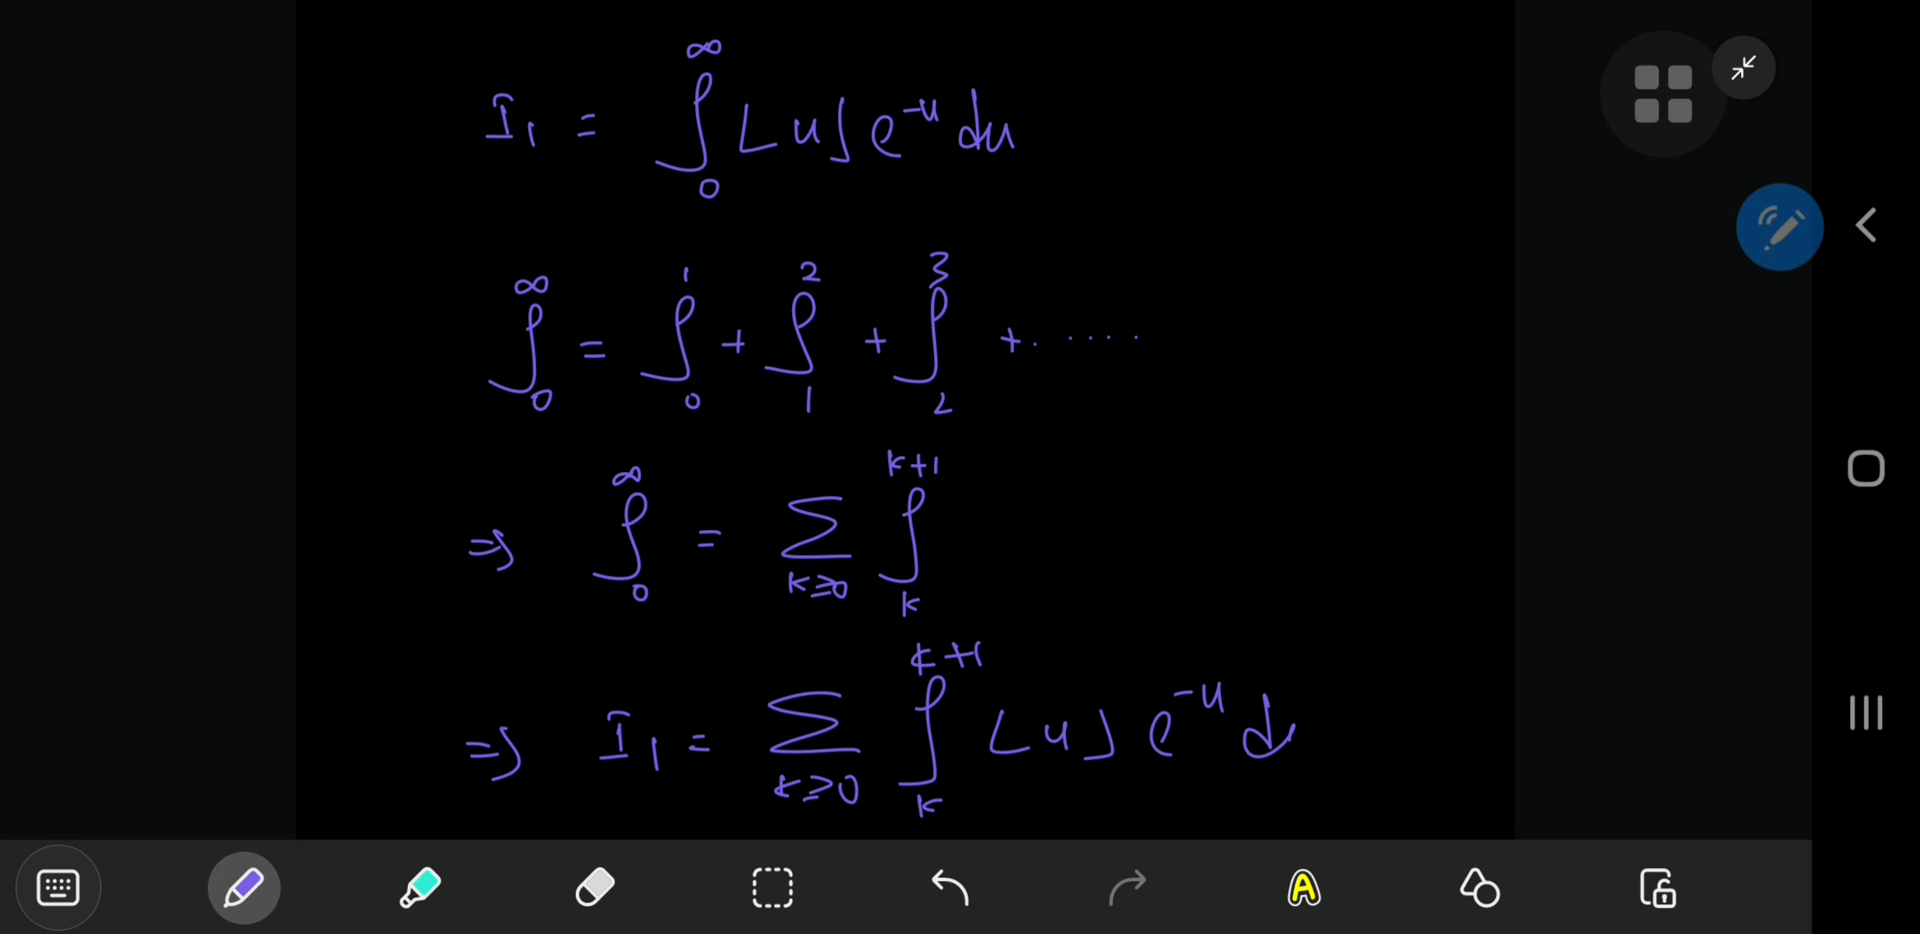 I₁ = ∫₀^∞ ⌊u⌋ e^{-u} du
∫₀^∞ = ∫₀^1 + ∫₁^2 + ∫₂^3 + .....
⇒ ∫₀^∞ = Σ_{k≥0} ∫_k^{k+1}
⇒ I₁ = Σ_{k≥0} ∫_k^{k+1} ⌊u⌋ e^{-u} d
A